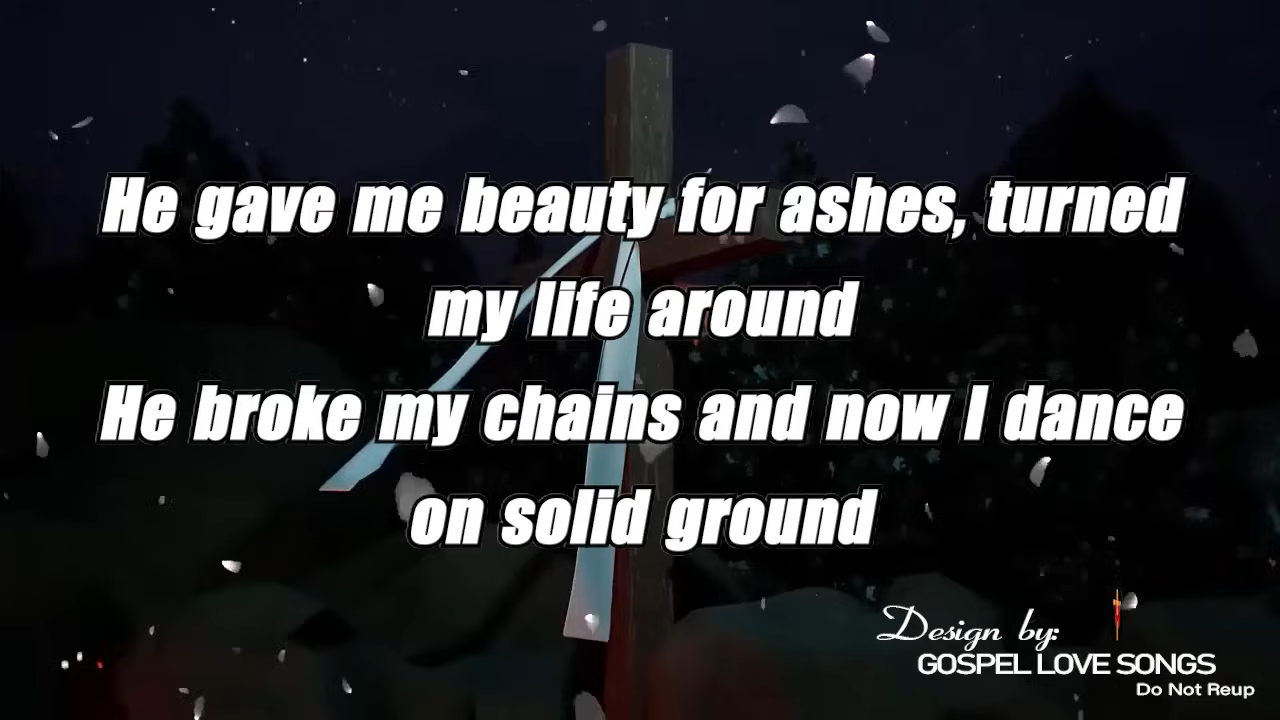 He gave me beauty for ashes, turned
my life around
He broke my chains and now I dance
on solid ground
Design by:
GOSPEL LOVE SONGS
Do Not Reup